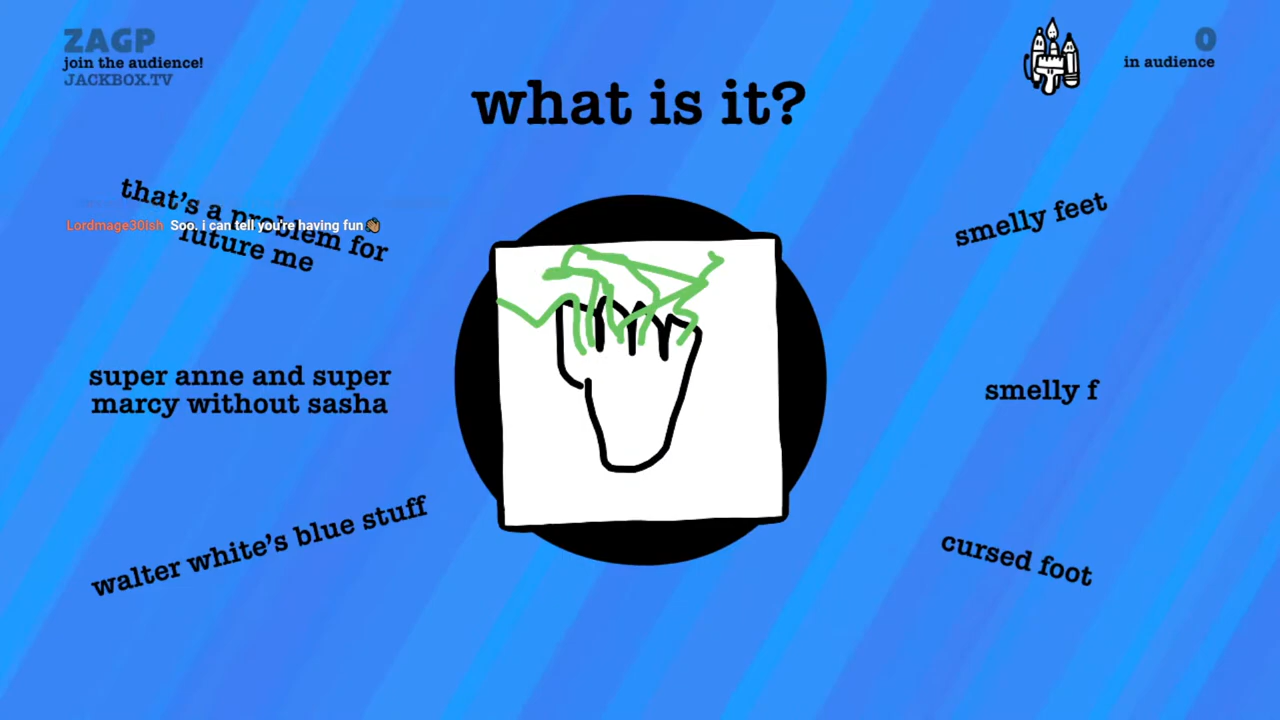 ZAGP
join the audience!
JACKBOX.TV
0
in audience
what is it?
that's a problem for
future me
Lordmage30ish Soo. i can tell you're having fun
smelly feet
super anne and super
marcy without sasha
smelly f
walter white's blue stuff
cursed foot